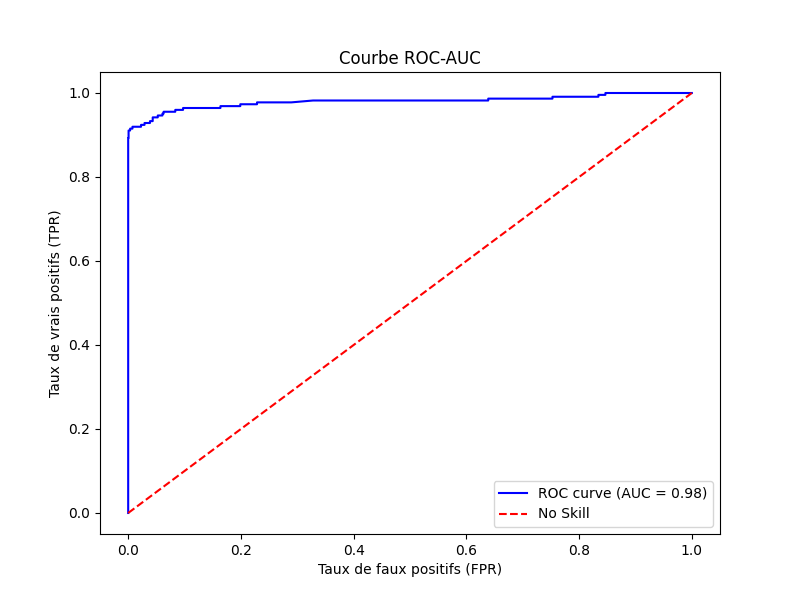 Courbe ROC-AUC
Taux de vrais positifs (TPR)
1.0
0.8
0.6
0.4
0.2
0.0
ROC curve (AUC = 0.98)
No Skill
0.0 0.2 0.4 0.6 0.8 1.0
Taux de faux positifs (FPR)